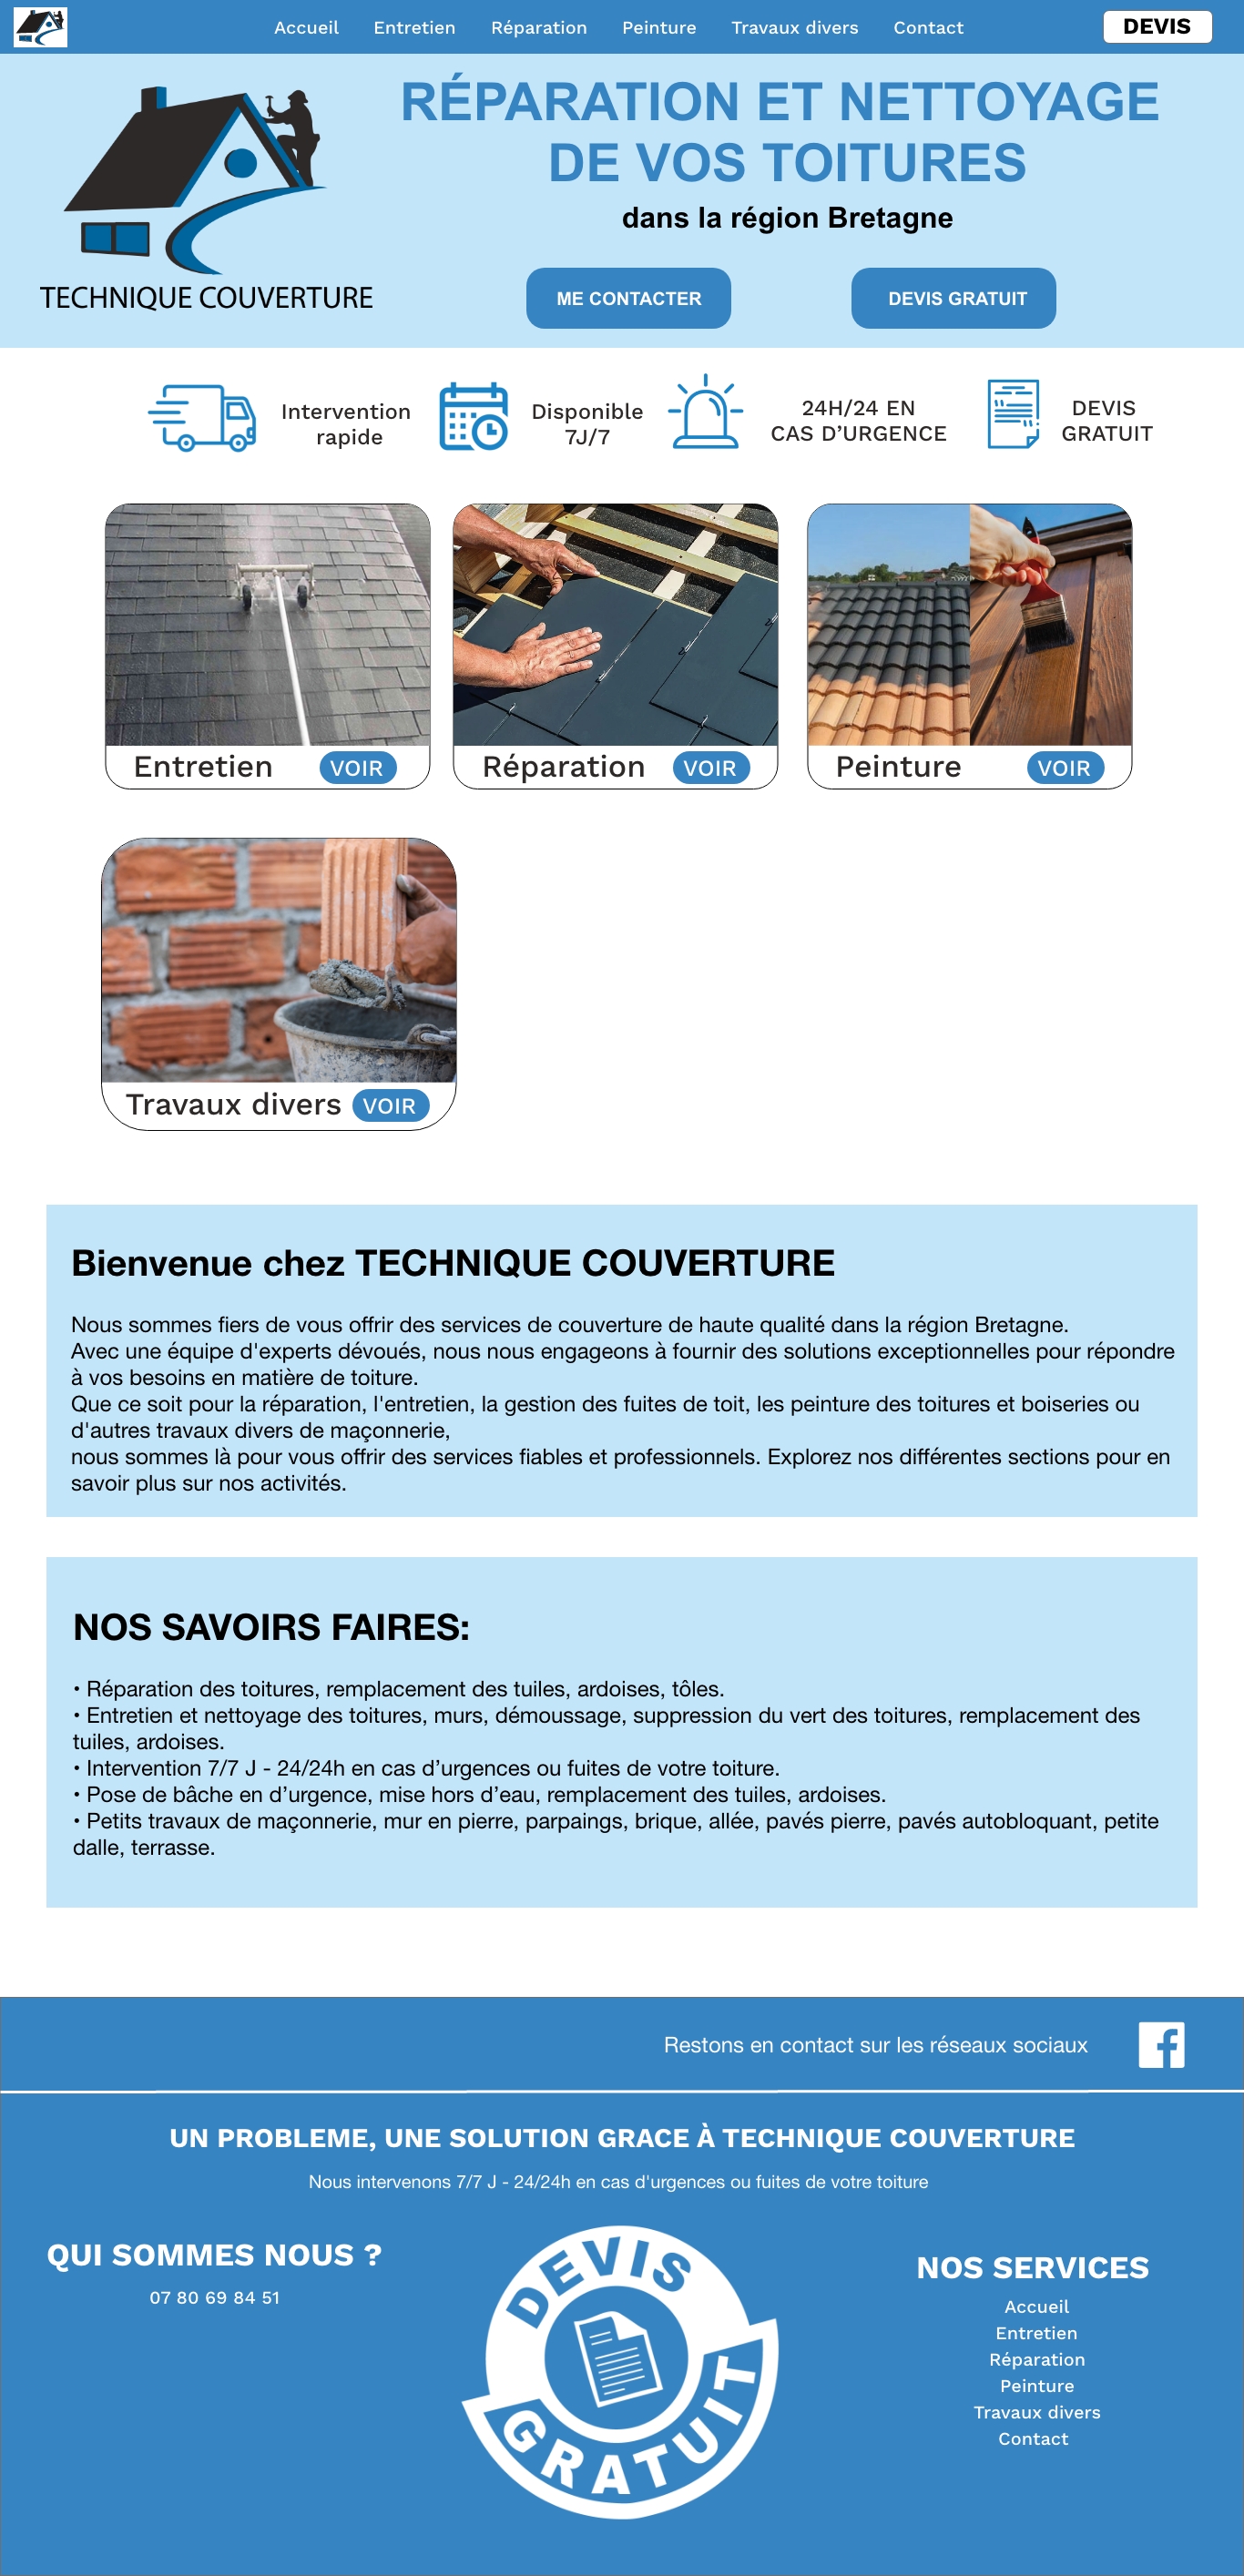 Accueil Entretien Réparation Peinture Travaux divers Contact DEVIS
RÉPARATION ET NETTOYAGE
DE VOS TOITURES
dans la région Bretagne
TECHNIQUE COUVERTURE
ME CONTACTER DEVIS GRATUIT
Intervention
rapide
Disponible
7J/7
24H/24 EN
CAS D’URGENCE
DEVIS
GRATUIT
Entretien VOIR
Réparation VOIR
Peinture VOIR
Travaux divers VOIR
Bienvenue chez TECHNIQUE COUVERTURE
Nous sommes fiers de vous offrir des services de couverture de haute qualité dans la région Bretagne.
Avec une équipe d'experts dévoués, nous nous engageons à fournir des solutions exceptionnelles pour répondre
à vos besoins en matière de toiture.
Que ce soit pour la réparation, l'entretien, la gestion des fuites de toit, les peinture des toitures et boiseries ou
d'autres travaux divers de maçonnerie,
nous sommes là pour vous offrir des services fiables et professionnels. Explorez nos différentes sections pour en
savoir plus sur nos activités.
NOS SAVOIRS FAIRES:
• Réparation des toitures, remplacement des tuiles, ardoises, tôles.
• Entretien et nettoyage des toitures, murs, démoussage, suppression du vert des toitures, remplacement des
tuiles, ardoises.
• Intervention 7/7 J - 24/24h en cas d’urgences ou fuites de votre toiture.
• Pose de bâche en d’urgence, mise hors d’eau, remplacement des tuiles, ardoises.
• Petits travaux de maçonnerie, mur en pierre, parpaings, brique, allée, pavés pierre, pavés autobloquant, petite
dalle, terrasse.
Restons en contact sur les réseaux sociaux
UN PROBLEME, UNE SOLUTION GRACE À TECHNIQUE COUVERTURE
Nous intervenons 7/7 J - 24/24h en cas d'urgences ou fuites de votre toiture
QUI SOMMES NOUS ?
07 80 69 84 51
DEVIS
GRATUIT
NOS SERVICES
Accueil
Entretien
Réparation
Peinture
Travaux divers
Contact